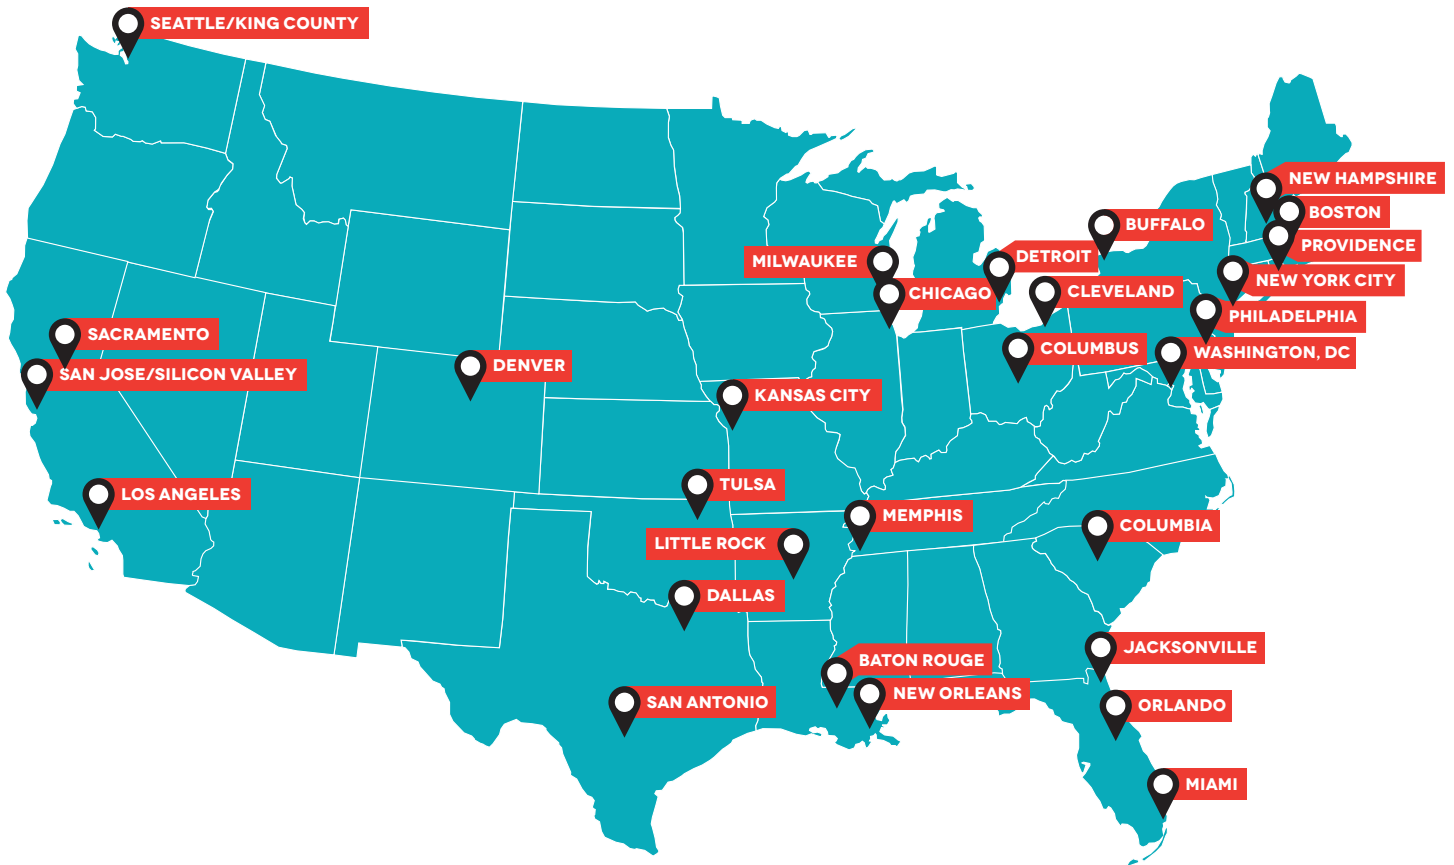 SEATTLE/KING COUNTY
NEW HAMPSHIRE
BOSTON
BUFFALO
PROVIDENCE
DETROIT
MILWAUKEE
NEW YORK CITY
CLEVELAND
CHICAGO
PHILADELPHIA
SACRAMENTO
COLUMBUS
WASHINGTON, DC
DENVER
SAN JOSE/SILICON VALLEY
KANSAS CITY
TULSA
LOS ANGELES
MEMPHIS
COLUMBIA
LITTLE ROCK
DALLAS
JACKSONVILLE
BATON ROUGE
NEW ORLEANS
SAN ANTONIO
ORLANDO
MIAMI